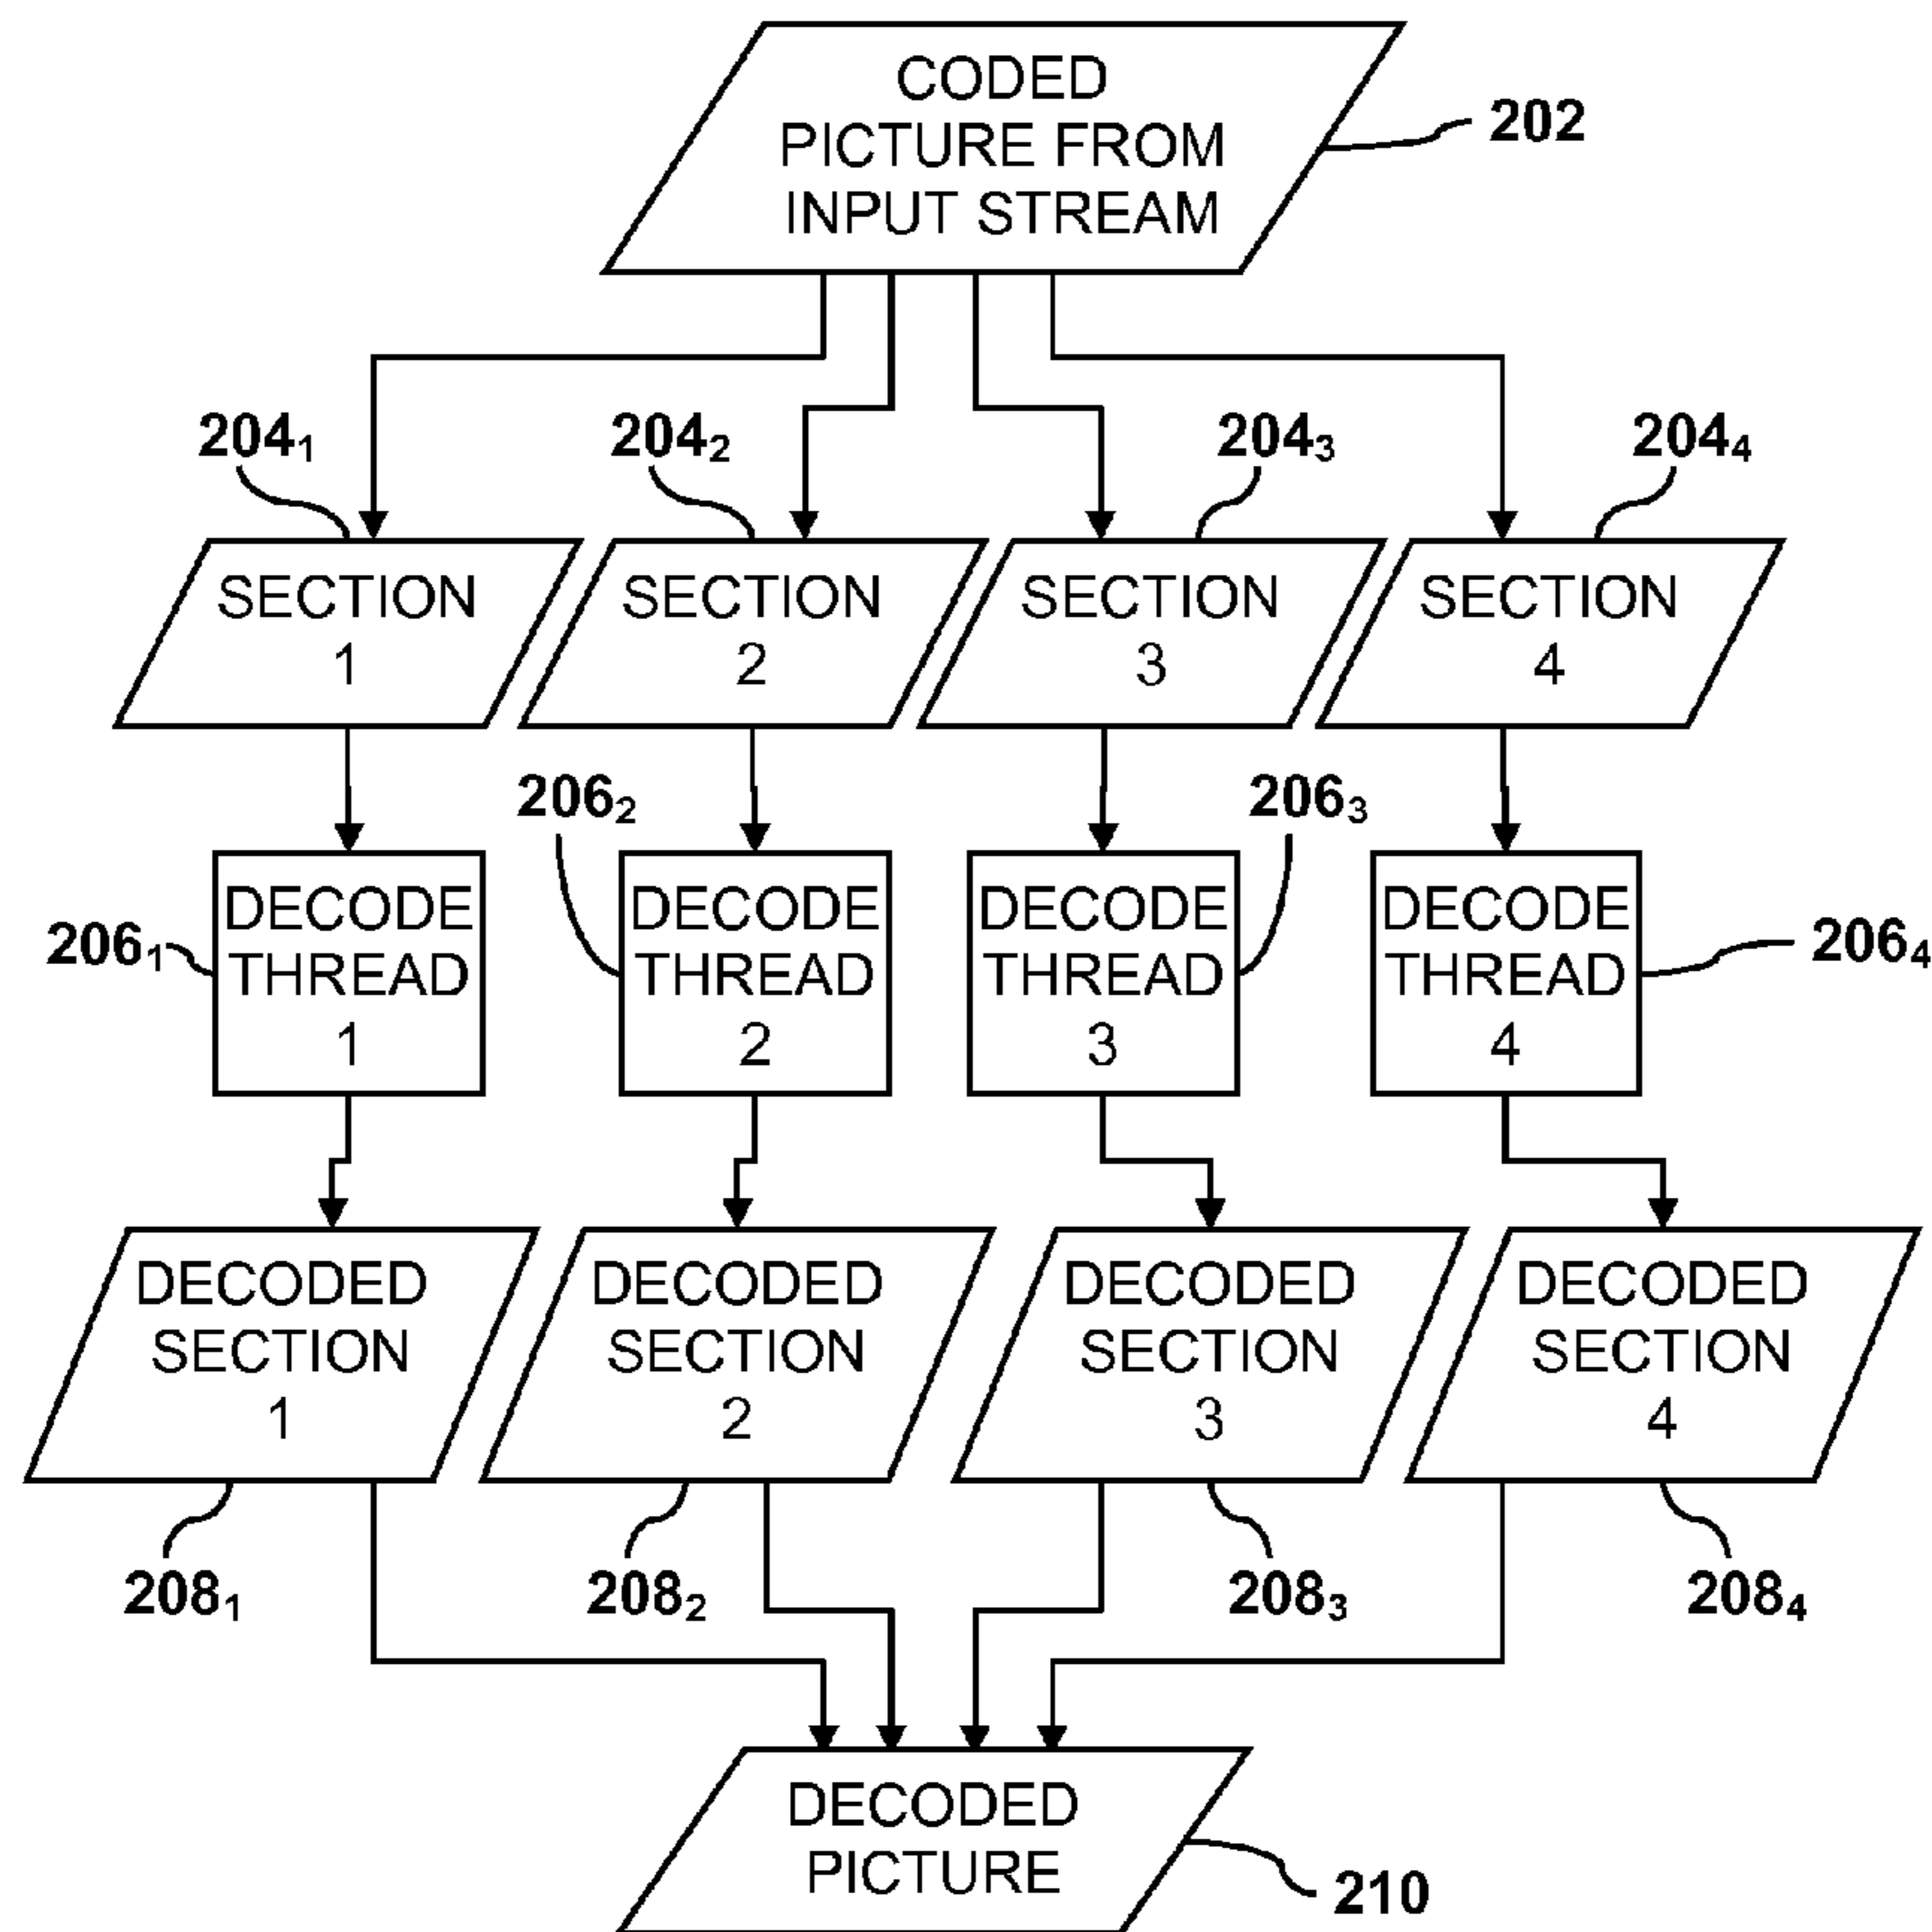 CODED
PICTURE FROM
INPUT STREAM
202
204₁
204₂
204₃
204₄
SECTION
1
SECTION
2
SECTION
3
SECTION
4
206₁
206₂
206₃
206₄
DECODE
THREAD
1
DECODE
THREAD
2
DECODE
THREAD
3
DECODE
THREAD
4
DECODED
SECTION
1
DECODED
SECTION
2
DECODED
SECTION
3
DECODED
SECTION
4
208₁
208₂
208₃
208₄
DECODED
PICTURE
210